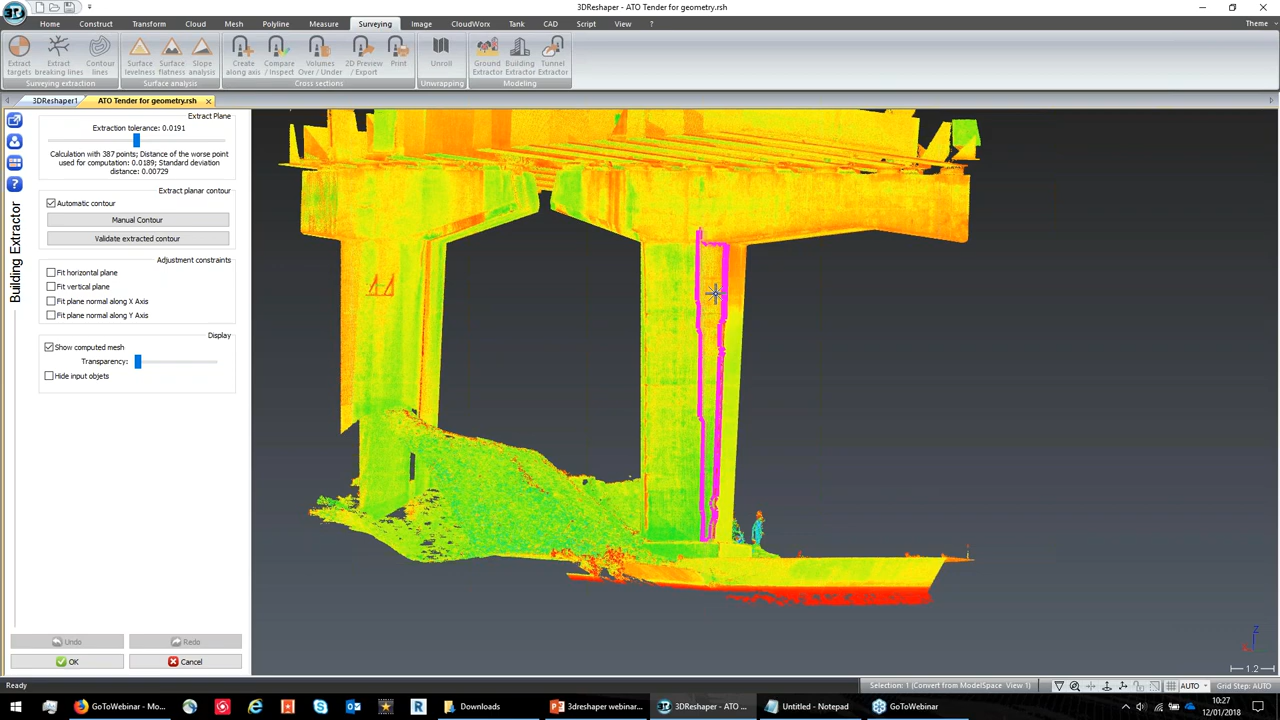 3DReshaper - ATO Tender for geometry.rsh
Home Construct Transform Cloud Mesh Polyline Measure Surveying Image CloudWorx Tank CAD Script View ? Theme
Extract targets
Extract breaking lines
Contour lines
Surveying extraction
Surface levelness
Surface flatness
Slope analysis
Surface analysis
Create along axis
Compare / Inspect
Volumes Over / Under
2D Preview / Export
Print
Cross sections
Unroll
Unwrapping
Ground Extractor
Building Extractor
Tunnel Extractor
Modeling
3DReshaper1
ATO Tender for geometry.rsh
Building Extractor
Extract Plane
Extraction tolerance: 0.0191
Calculation with 387 points; Distance of the worse point
used for computation: 0.0189; Standard deviation
distance: 0.00729
Extract planar contour
Automatic contour
Manual Contour
Validate extracted contour
Adjustment constraints
Fit horizontal plane
Fit vertical plane
Fit plane normal along X Axis
Fit plane normal along Y Axis
Display
Show computed mesh
Transparency:
Hide input objets
Undo Redo
OK Cancel
Z
1.2
Ready Selection: 1 (Convert from ModelSpace View 1) AUTO Grid Step: AUTO
GoToWebinar - Mo... Downloads 3dreshaper webinar... 3DReshaper - ATO ... Untitled - Notepad GoToWebinar
10:27
12/01/2018